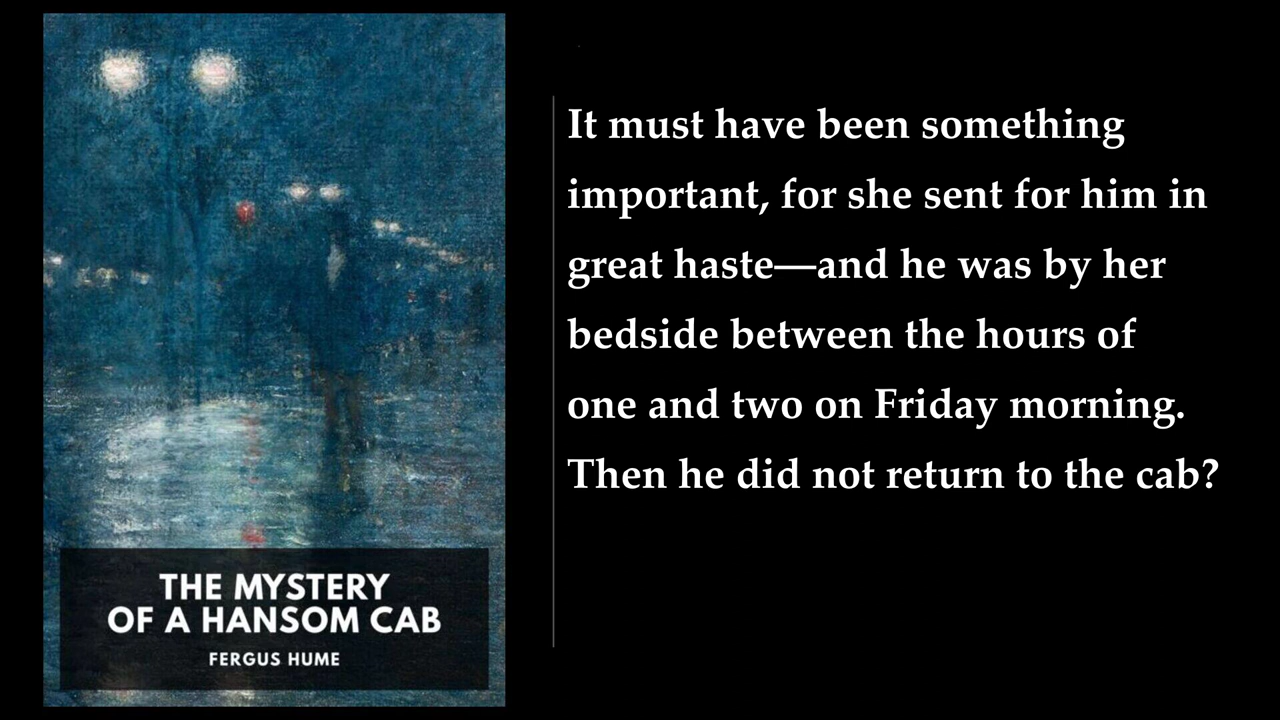 It must have been something
important, for she sent for him in
great haste—and he was by her
bedside between the hours of
one and two on Friday morning.
Then he did not return to the cab?
THE MYSTERY
OF A HANSOM CAB
FERGUS HUME